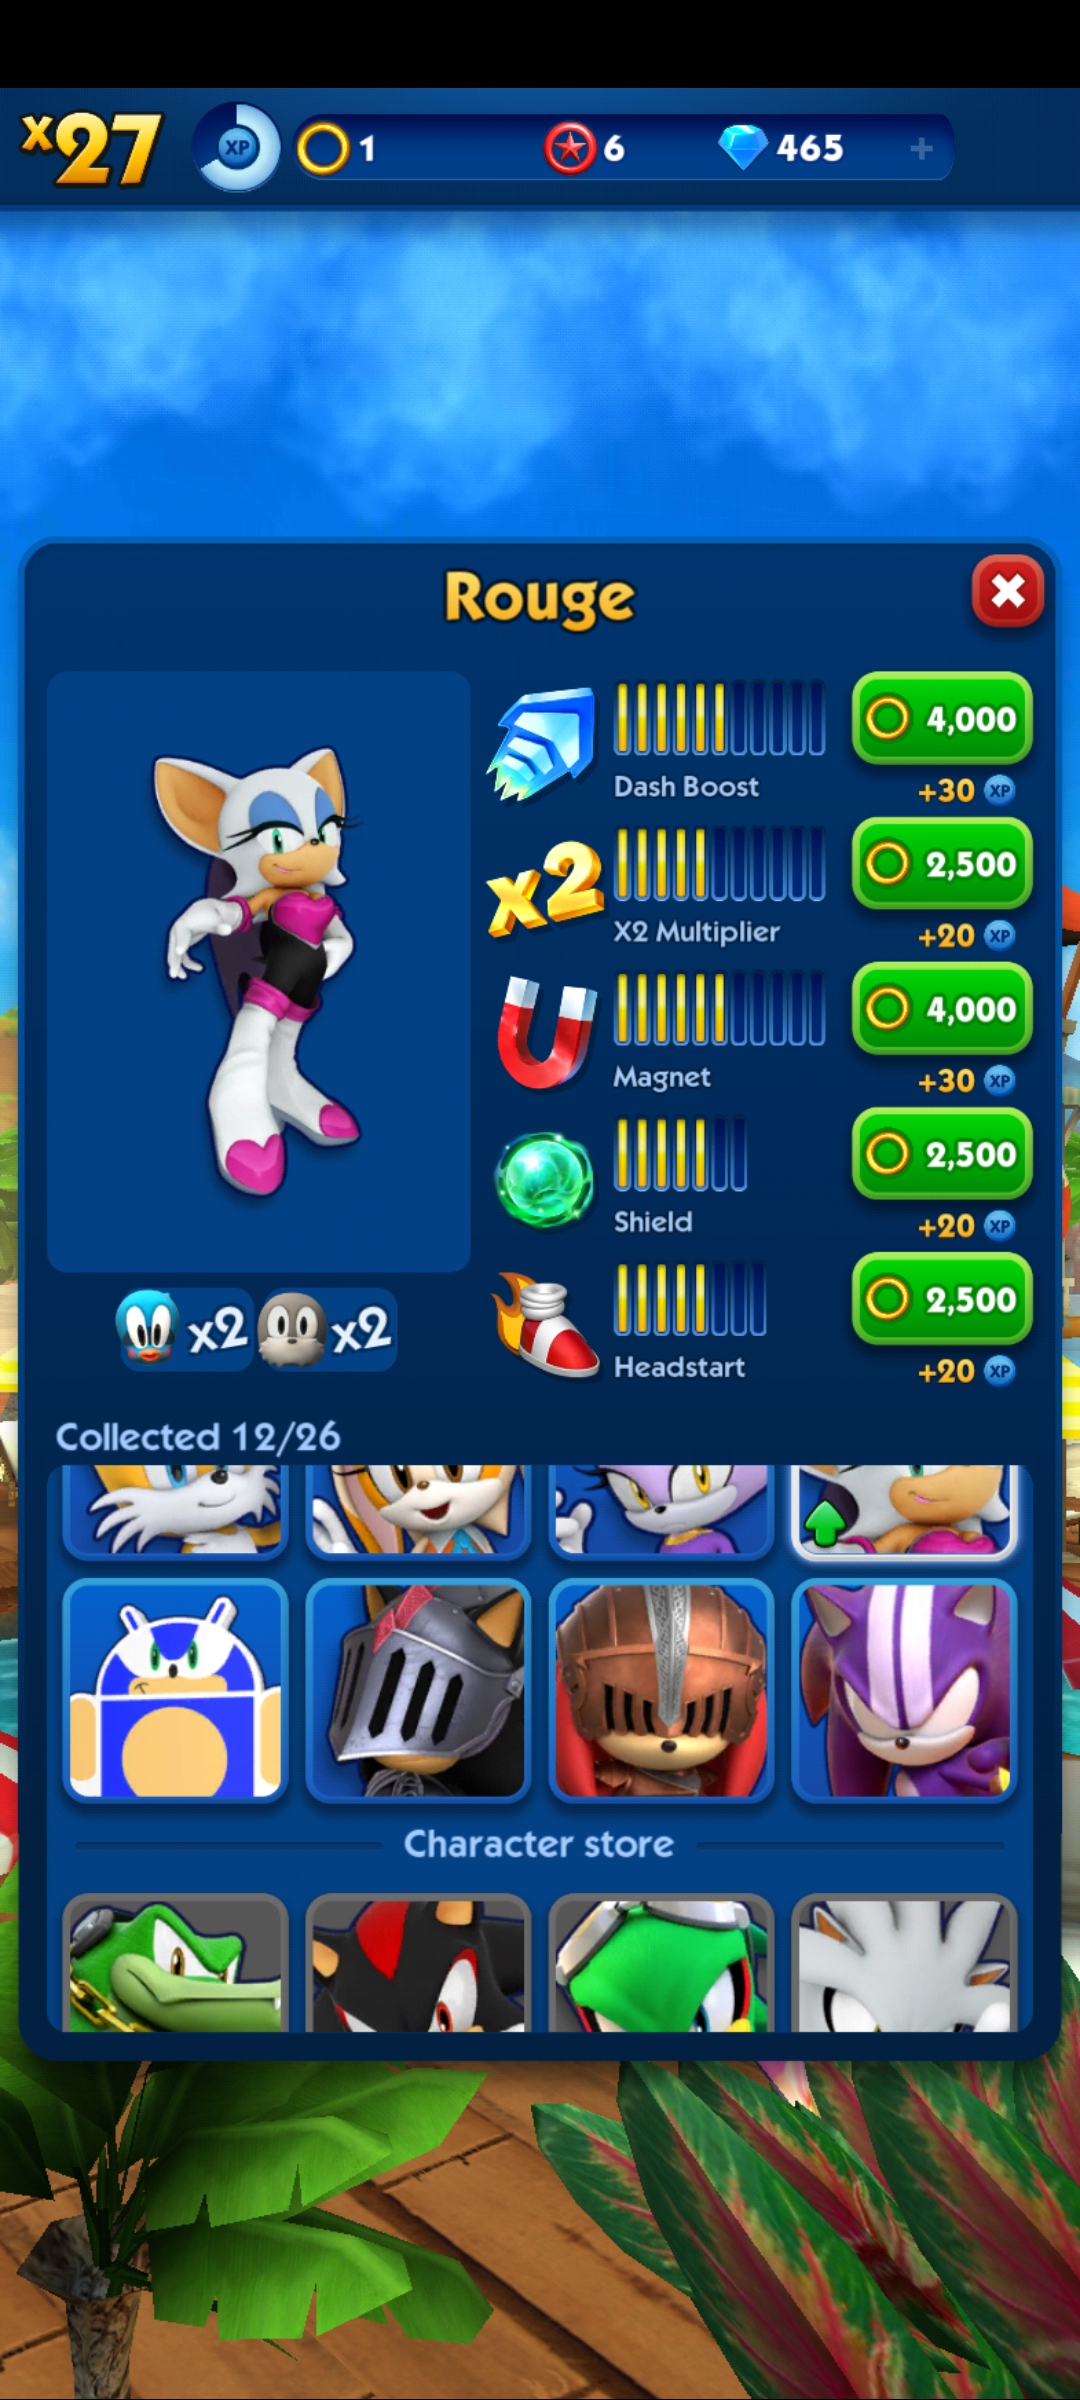 x27 XP 1 6 465 +
Rouge
4,000
Dash Boost
+30 XP
x2
2,500
X2 Multiplier
+20 XP
4,000
Magnet
+30 XP
2,500
Shield
+20 XP
2,500
Headstart
+20 XP
x2 x2
Collected 12/26
Character store